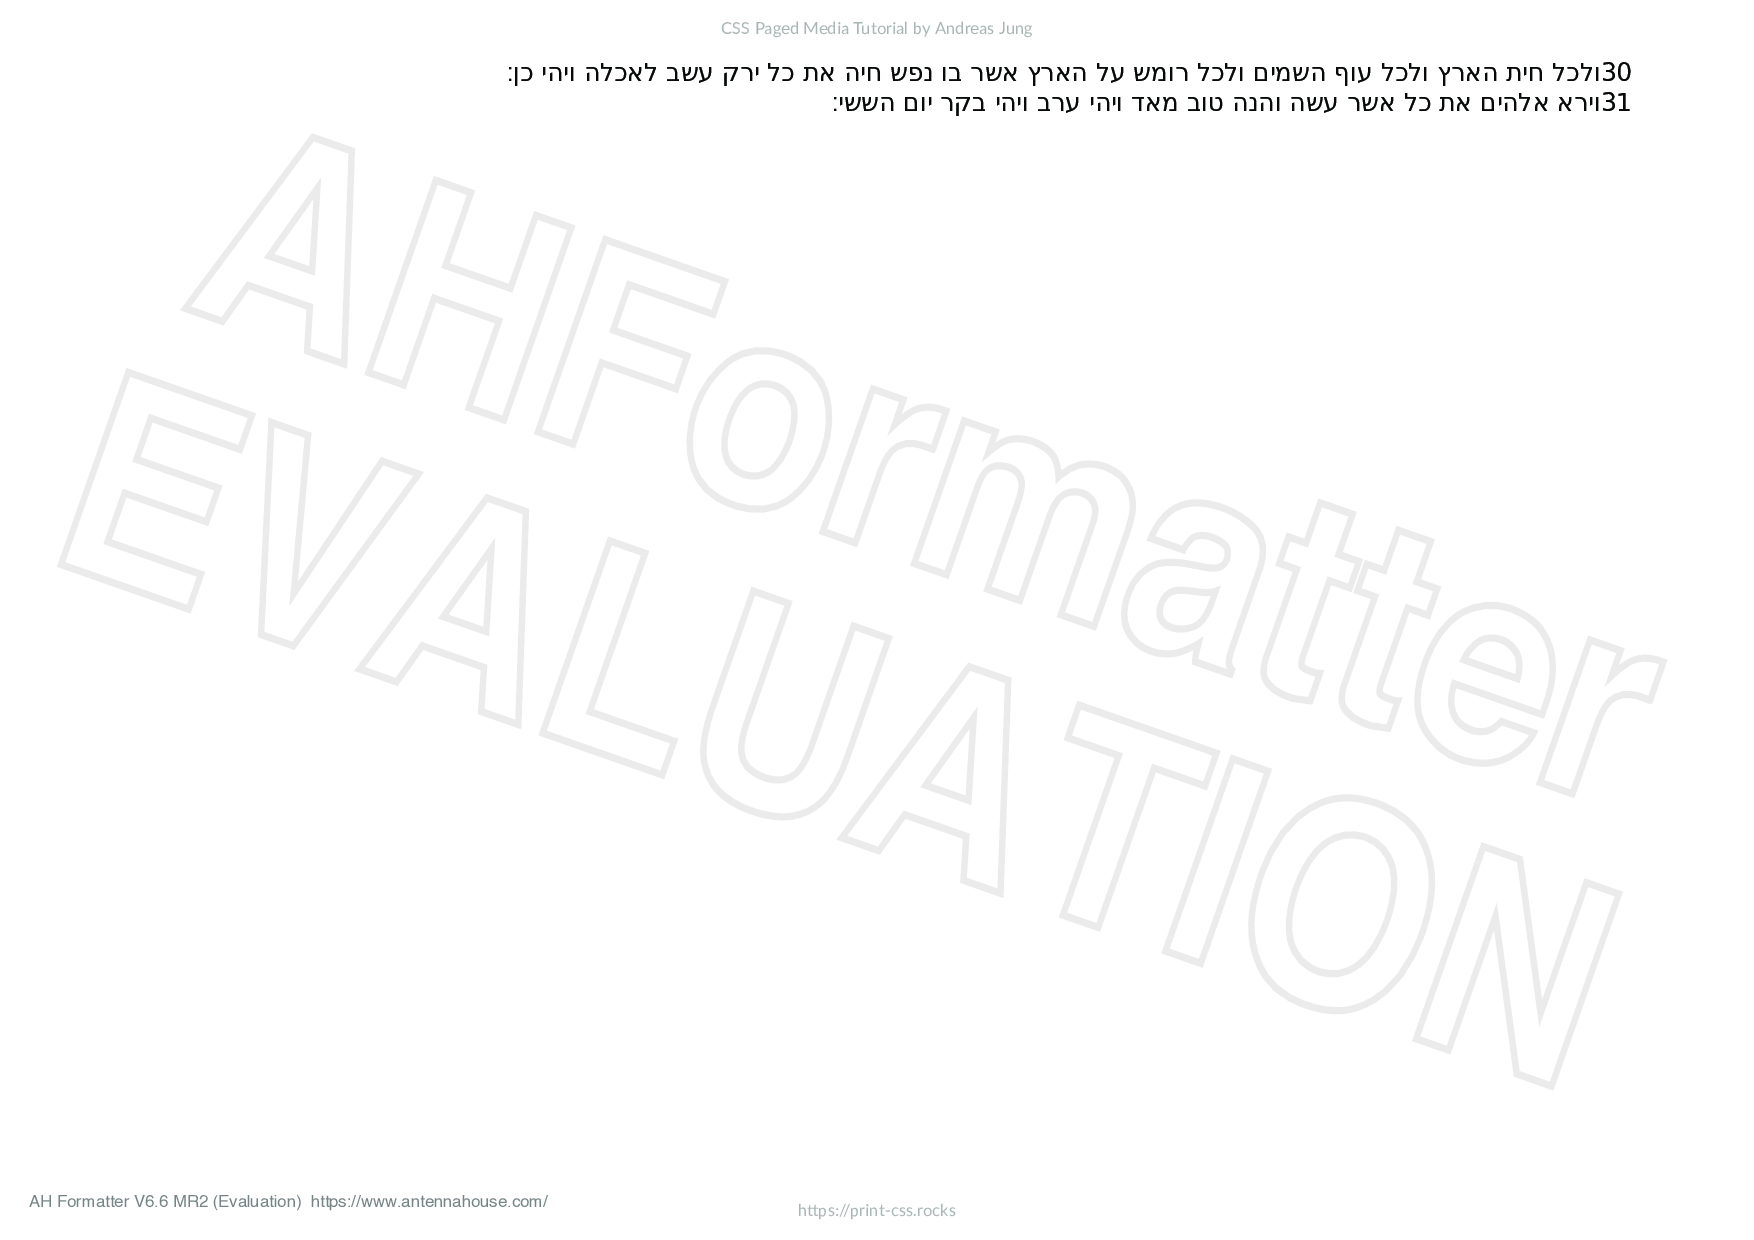 CSS Paged Media Tutorial by Andreas Jung
30ולכל חית הארץ ולכל עוף השמים ולכל רומש על הארץ אשר בו נפש חיה את כל ירק עשב לאכלה ויהי כן׃
31וירא אלהים את כל אשר עשה והנה טוב מאד ויהי ערב ויהי בקר יום הששי׃
AHFormatter
EVALUATION
AH Formatter V6.6 MR2 (Evaluation)  https://www.antennahouse.com/
https://print-css.rocks